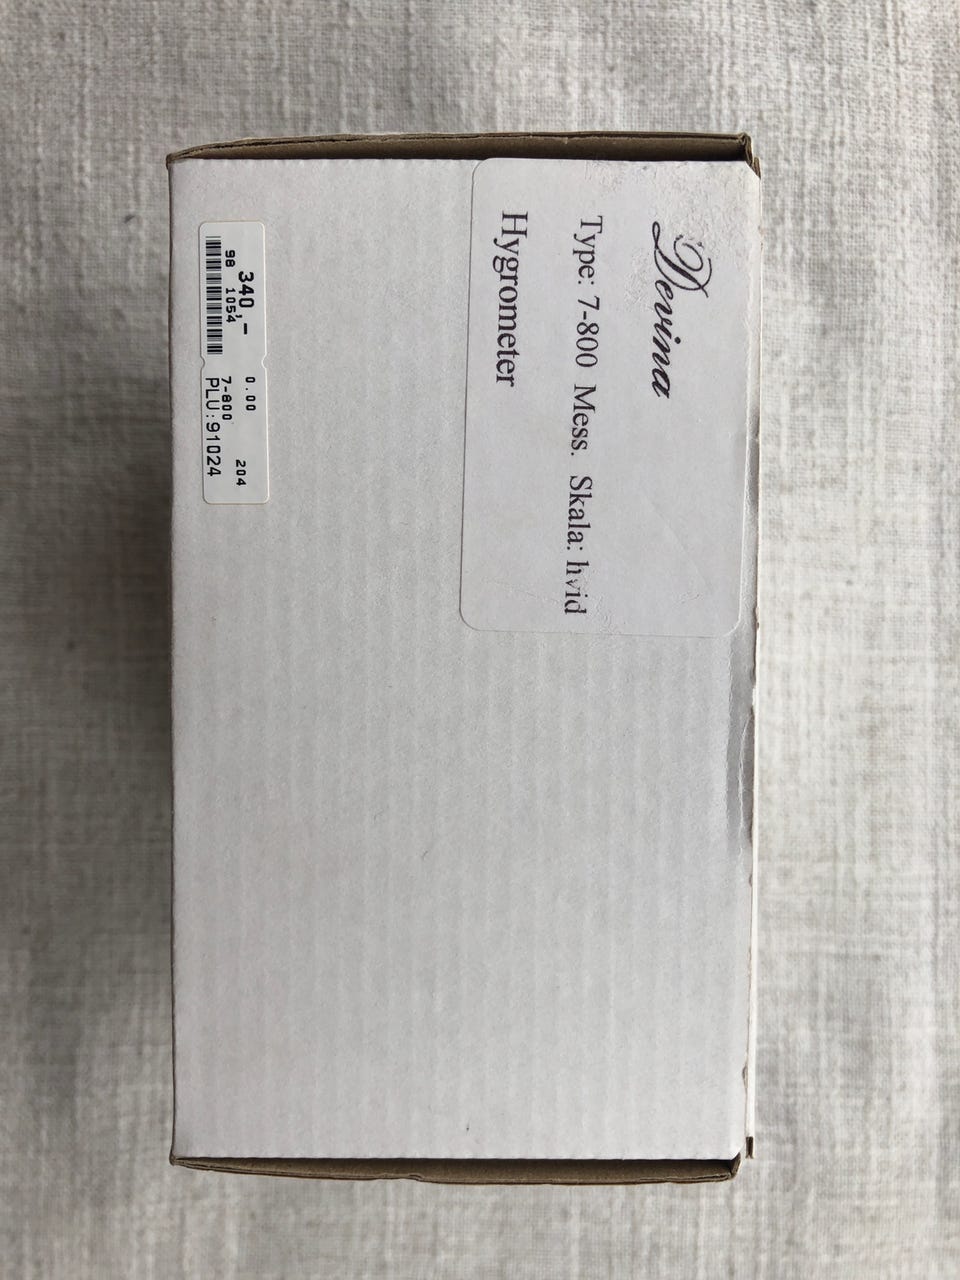 Devina
Type: 7-800 Mess. Skala: hvid
Hygrometer
340,-
98 1054
0.00 204
7-800
PLU:91024